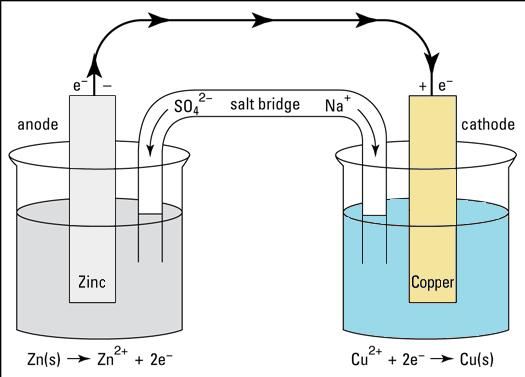 e⁻ –
+ e⁻
SO₄²⁻ salt bridge Na⁺
anode
cathode
Zinc
Copper
Zn(s) → Zn²⁺ + 2e⁻
Cu²⁺ + 2e⁻ → Cu(s)